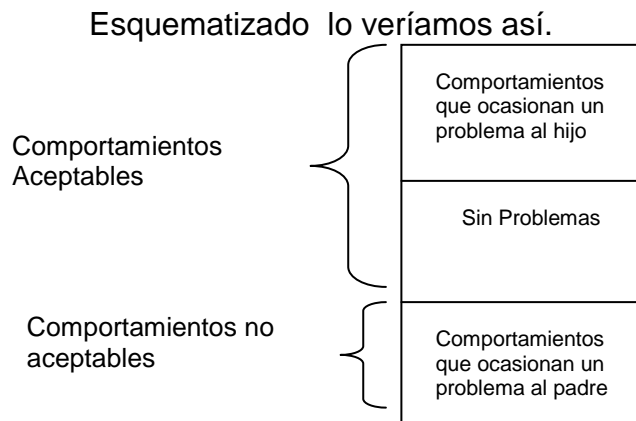 Esquematizado lo veríamos así.
Comportamientos
Aceptables
Comportamientos
que ocasionan un
problema al hijo
Sin Problemas
Comportamientos no
aceptables
Comportamientos
que ocasionan un
problema al padre